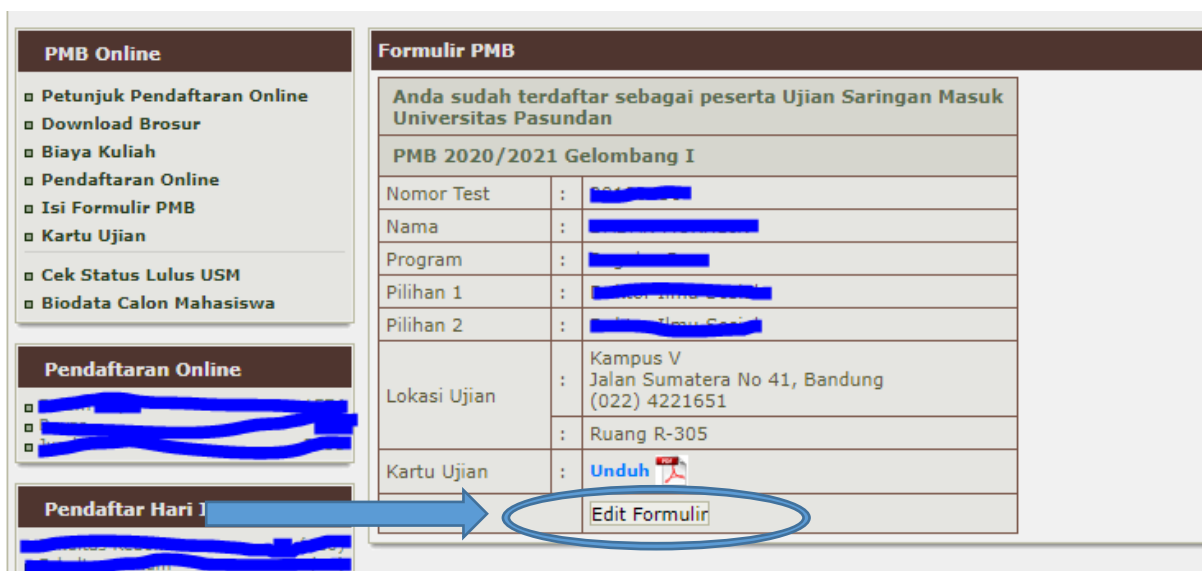 PMB Online
Petunjuk Pendaftaran Online
Download Brosur
Biaya Kuliah
Pendaftaran Online
Isi Formulir PMB
Kartu Ujian
Cek Status Lulus USM
Biodata Calon Mahasiswa
Pendaftaran Online
Pendaftar Hari
Formulir PMB
Anda sudah terdaftar sebagai peserta Ujian Saringan Masuk
Universitas Pasundan
PMB 2020/2021 Gelombang I
Nomor Test :
Nama :
Program :
Pilihan 1 :
Pilihan 2 :
Lokasi Ujian : Kampus V
Jalan Sumatera No 41, Bandung
(022) 4221651
: Ruang R-305
Kartu Ujian : Unduh
Edit Formulir